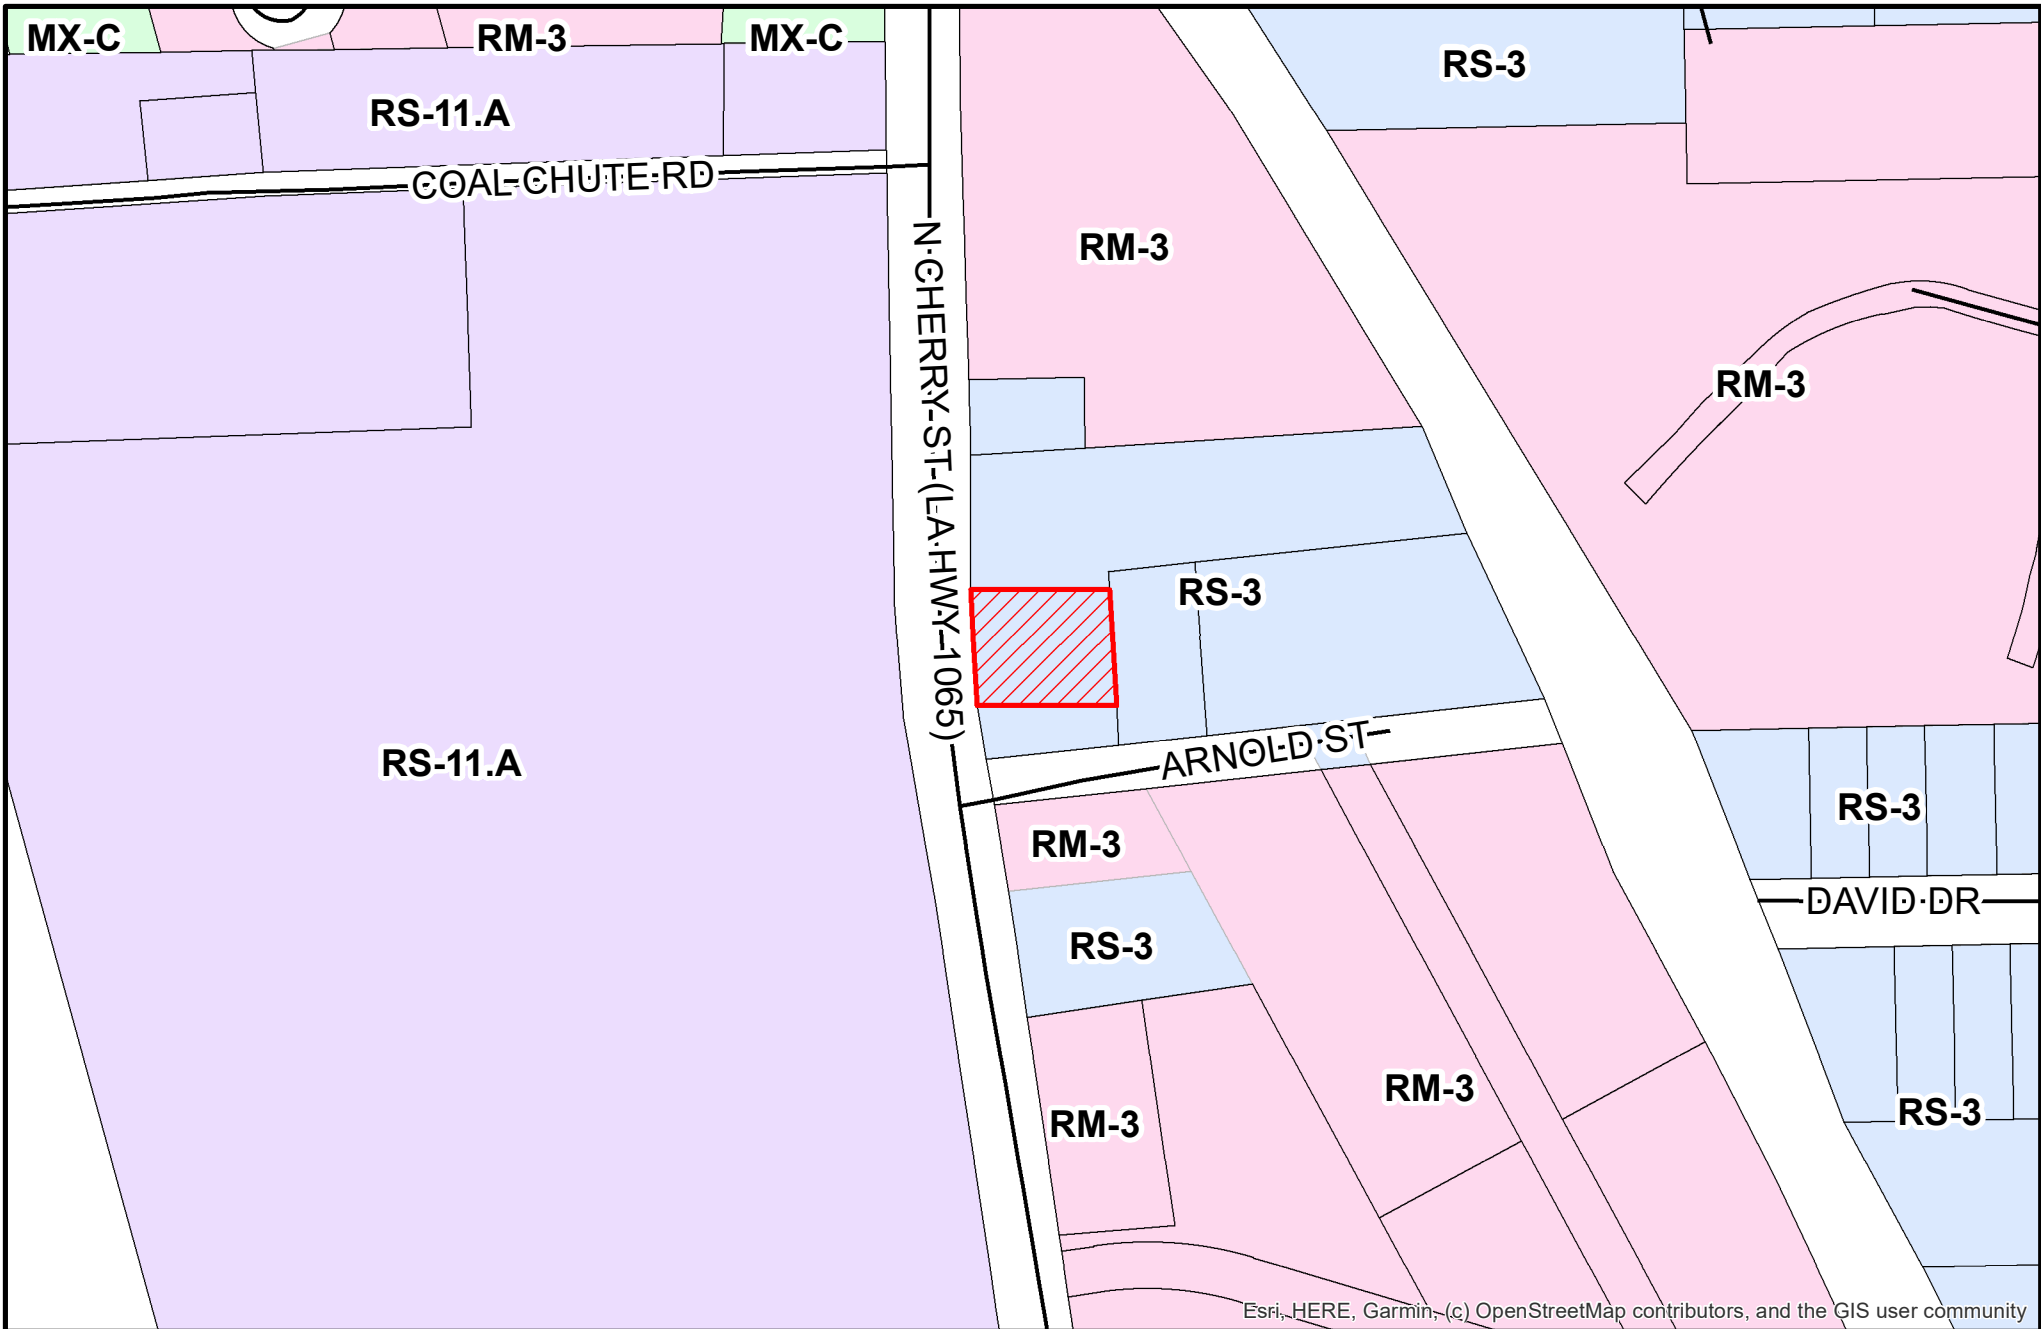 MX-C
RM-3
MX-C
RS-3
RS-11.A
COAL CHUTE RD
N CHERRY ST (LA HWY 1065)
RM-3
RM-3
RS-3
RS-11.A
ARNOLD ST
RM-3
RS-3
DAVID DR
RS-3
RM-3
RS-3
RM-3
Esri, HERE, Garmin, (c) OpenStreetMap contributors, and the GIS user community